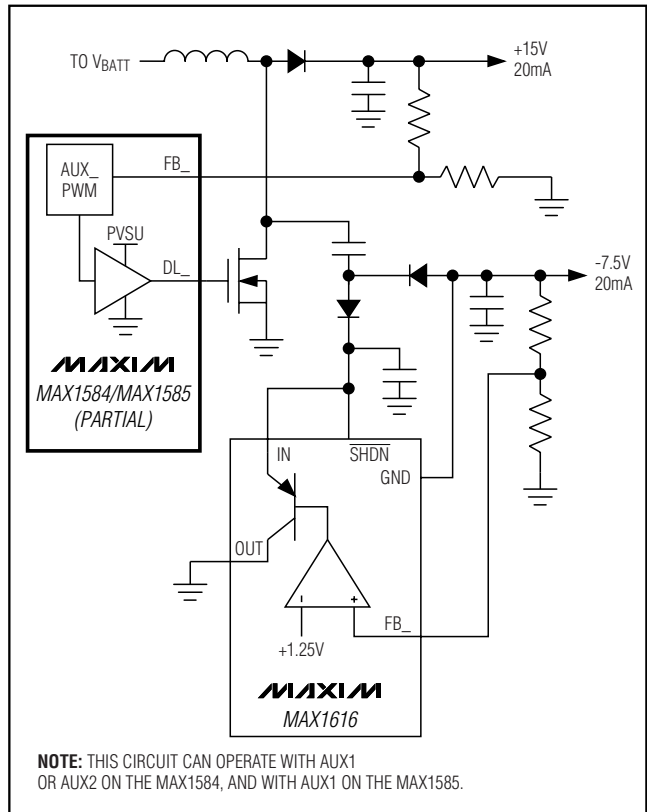 TO VBATT
+15V
20mA
AUX_
PWM
FB_
PVSU
DL_
-7.5V
20mA
MAXIM
MAX1584/MAX1585
(PARTIAL)
IN
SHDN
GND
OUT
-
+
FB_
+1.25V
MAXIM
MAX1616
NOTE: THIS CIRCUIT CAN OPERATE WITH AUX1
OR AUX2 ON THE MAX1584, AND WITH AUX1 ON THE MAX1585.